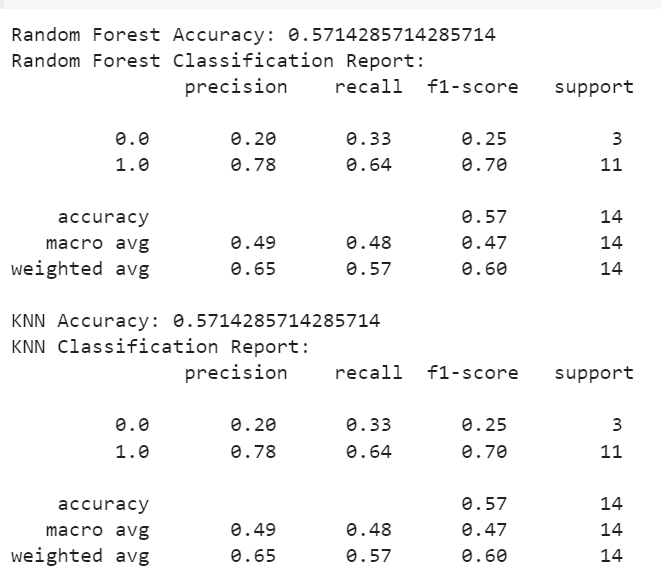 Random Forest Accuracy: 0.5714285714285714
Random Forest Classification Report:
              precision    recall  f1-score   support

         0.0       0.20      0.33      0.25         3
         1.0       0.78      0.64      0.70        11

    accuracy                           0.57        14
   macro avg       0.49      0.48      0.47        14
weighted avg       0.65      0.57      0.60        14

KNN Accuracy: 0.5714285714285714
KNN Classification Report:
              precision    recall  f1-score   support

         0.0       0.20      0.33      0.25         3
         1.0       0.78      0.64      0.70        11

    accuracy                           0.57        14
   macro avg       0.49      0.48      0.47        14
weighted avg       0.65      0.57      0.60        14